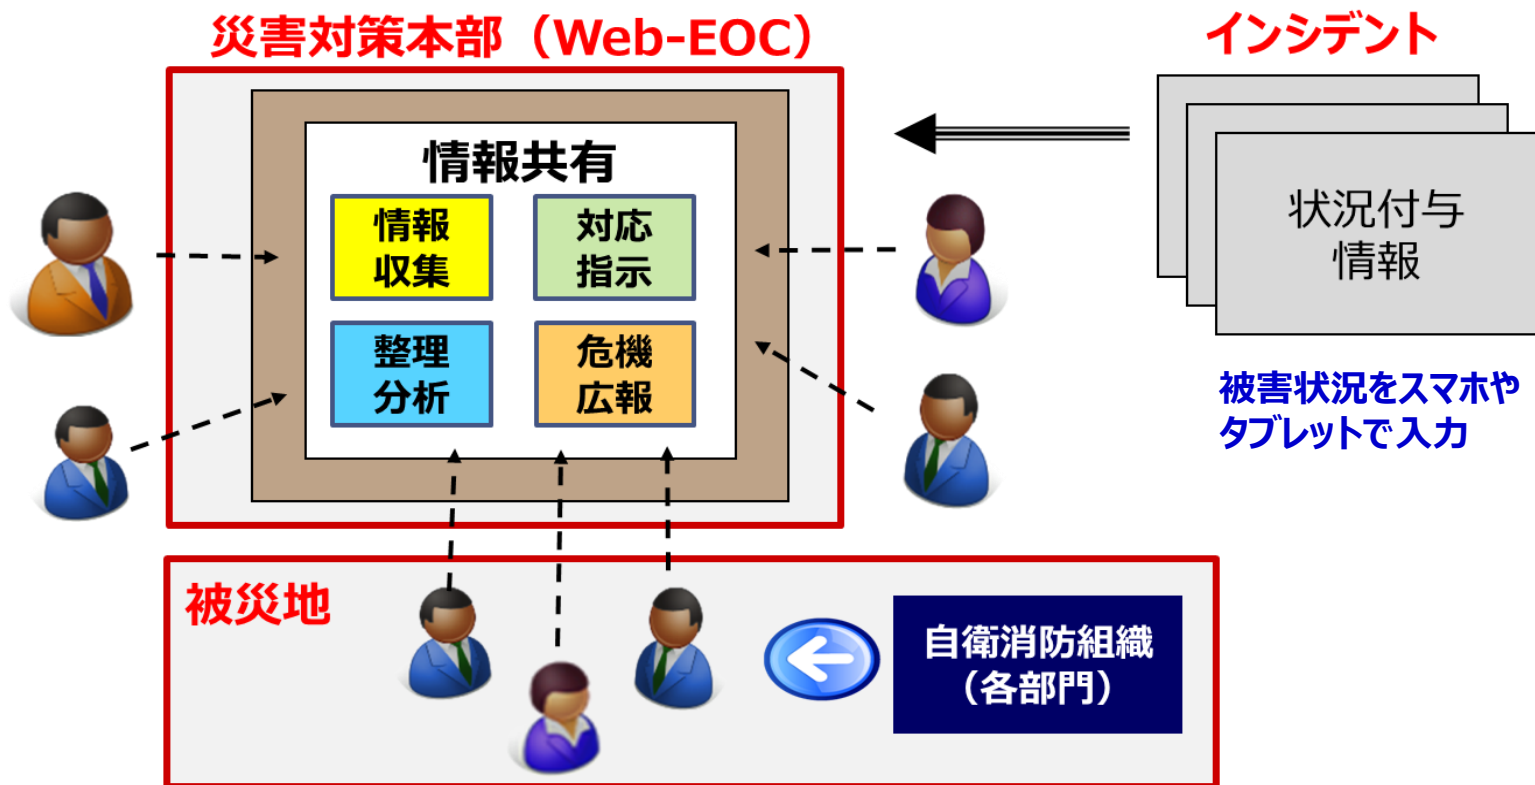 災害対策本部（Web-EOC）
インシデント
情報共有
情報
収集
対応
指示
整理
分析
危機
広報
状況付与
情報
被害状況をスマホや
タブレットで入力
被災地
自衛消防組織
（各部門）